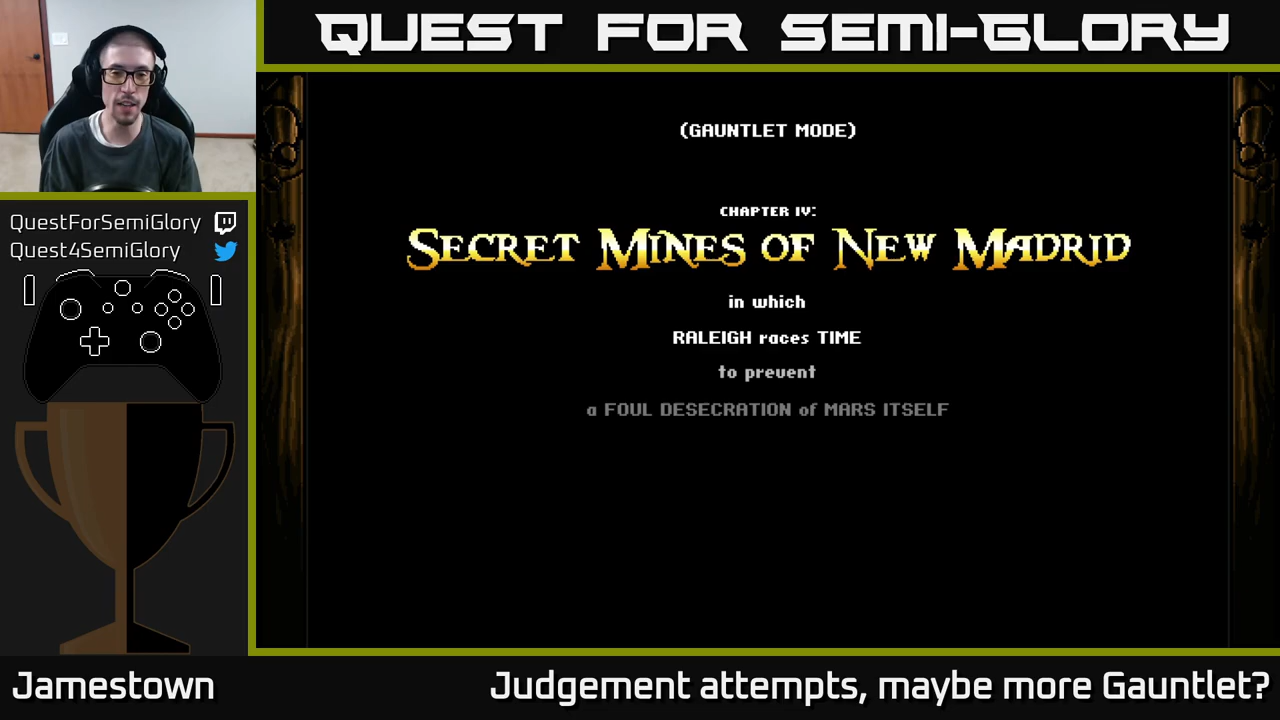 QUEST FOR SEMI-GLORY
QuestForSemiGlory
Quest4SemiGlory
(GAUNTLET MODE)
CHAPTER IV:
SECRET MINES OF NEW MADRID
in which
RALEIGH races TIME
to prevent
a FOUL DESECRATION of MARS ITSELF
Jamestown
Judgement attempts, maybe more Gauntlet?